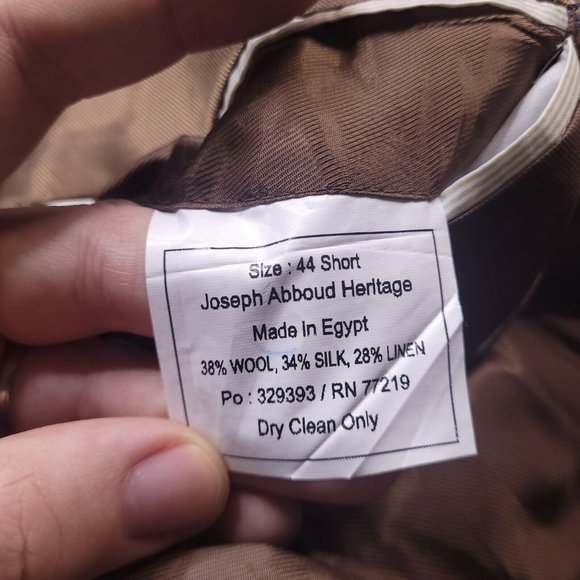 Size : 44 Short
Joseph Abboud Heritage
Made In Egypt
38% WOOL, 34% SILK, 28% LINEN
Po : 329393 / RN 77219
Dry Clean Only